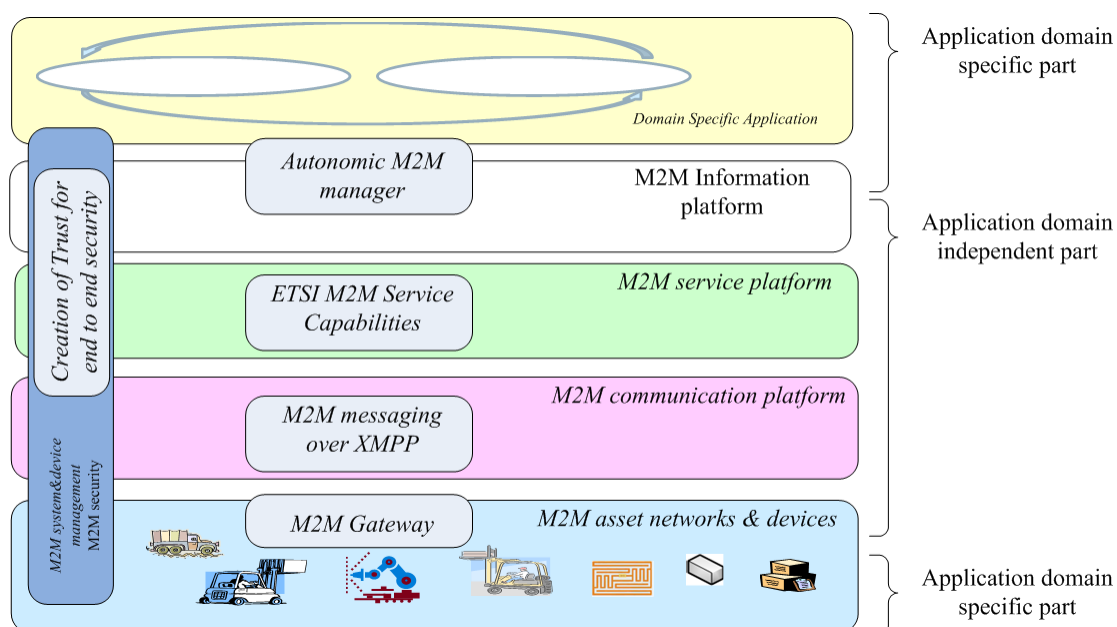 Application domain
specific part
Domain Specific Application
Autonomic M2M
manager
M2M Information
platform
Creation of Trust for
end to end security
Application domain
independent part
ETSI M2M Service
Capabilities
M2M service platform
M2M messaging
over XMPP
M2M communication platform
M2M system&device
management
M2M security
M2M Gateway
M2M asset networks & devices
Application domain
specific part